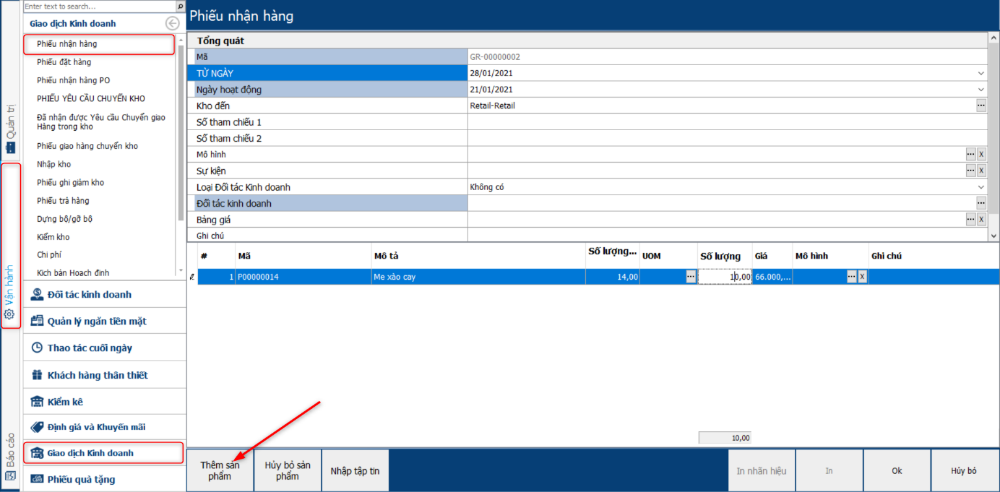 Enter text to search...
Giao dịch Kinh doanh
Phiếu nhận hàng
Phiếu đặt hàng
Phiếu nhận hàng PO
PHIẾU YÊU CẦU CHUYỂN KHO
Đã nhận được Yêu cầu Chuyển giao
Hàng trong kho
Phiếu giao hàng chuyển kho
Nhập kho
Phiếu ghi giảm kho
Phiếu trả hàng
Dựng bộ/gỡ bộ
Kiểm kho
Chi phí
Kịch bản Hoạch định
Đối tác kinh doanh
Quản lý ngăn tiền mặt
Thao tác cuối ngày
Khách hàng thân thiết
Kiểm kê
Định giá và Khuyến mãi
Giao dịch Kinh doanh
Phiếu quà tặng
Quản trị
Vận hành
Báo cáo
Phiếu nhận hàng
Tổng quát
Mã GR-00000002
TỪ NGÀY 28/01/2021
Ngày hoạt động 21/01/2021
Kho đến Retail-Retail ...
Số tham chiếu 1
Số tham chiếu 2
Mô hình ... X
Sự kiện ... X
Loại Đối tác Kinh doanh Không có
Đối tác kinh doanh ...
Bảng giá ... X
Ghi chú
# Mã Mô tả Số lượng... UOM Số lượng Giá Mô hình Ghi chú
1 P00000014 Me xào cay 14,00 ... 10,00 66.000,... ... X
10,00
Thêm sản
phẩm
Hủy bỏ sản
phẩm
Nhập tập tin
In nhãn hiệu
In
Ok
Hủy bỏ